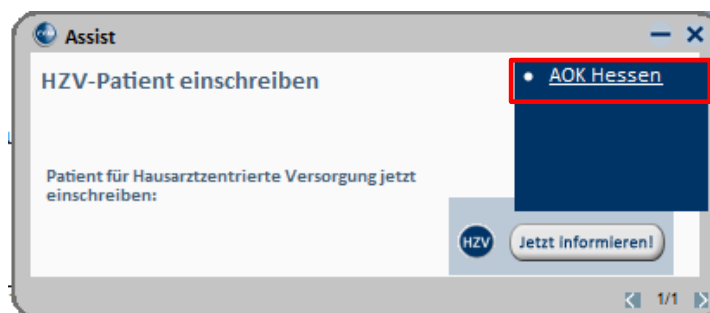 Assist
HZV-Patient einschreiben
• AOK Hessen
Patient für Hausarztzentrierte Versorgung jetzt
einschreiben:
HZV
Jetzt informieren!
1/1